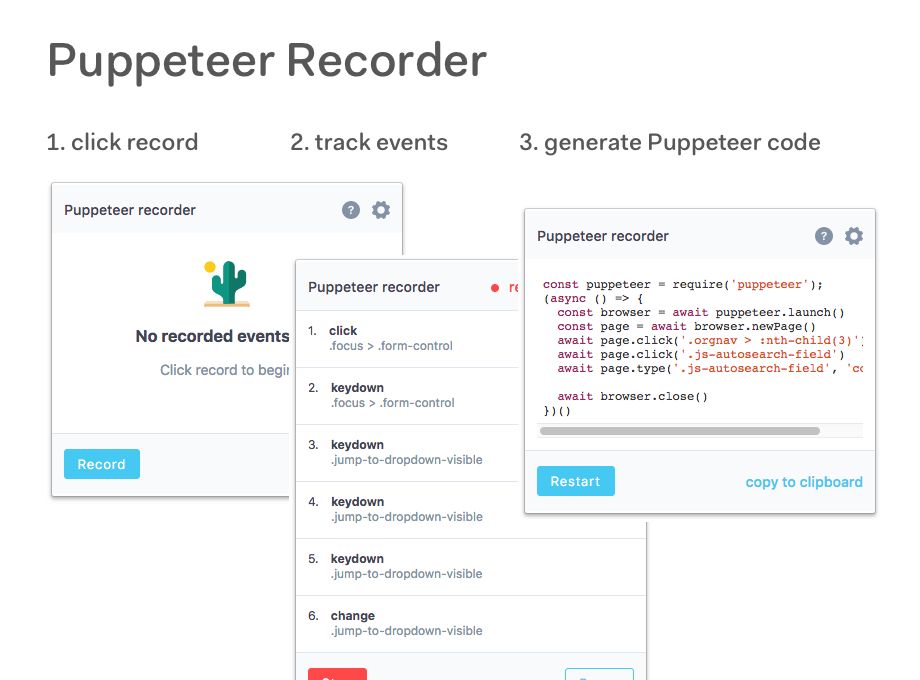 Puppeteer Recorder
1. click record
2. track events
3. generate Puppeteer code
Puppeteer recorder
?
No recorded events
Click record to begin
Record
Puppeteer recorder
1. click
.focus > .form-control
2. keydown
.focus > .form-control
3. keydown
.jump-to-dropdown-visible
4. keydown
.jump-to-dropdown-visible
5. keydown
.jump-to-dropdown-visible
6. change
.jump-to-dropdown-visible
Puppeteer recorder
?
const puppeteer = require('puppeteer');
(async () => {
const browser = await puppeteer.launch()
const page = await browser.newPage()
await page.click('.orgnav > :nth-child(3)')
await page.click('.js-autosearch-field')
await page.type('.js-autosearch-field', 'co
await browser.close()
})()
Restart
copy to clipboard